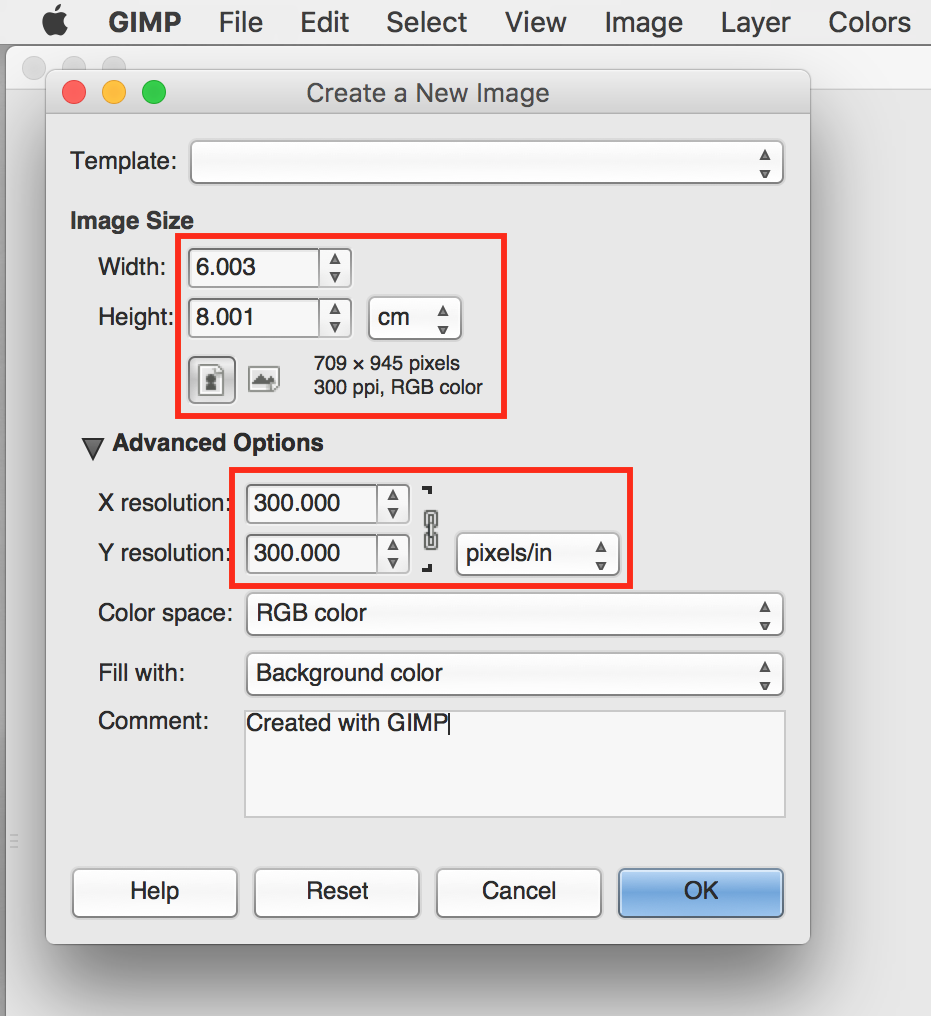 GIMP File Edit Select View Image Layer Colors
Create a New Image
Template:
Image Size
Width: 6.003
Height: 8.001 cm
709 × 945 pixels
300 ppi, RGB color
Advanced Options
X resolution: 300.000
Y resolution: 300.000 pixels/in
Color space: RGB color
Fill with: Background color
Comment: Created with GIMP
Help Reset Cancel OK